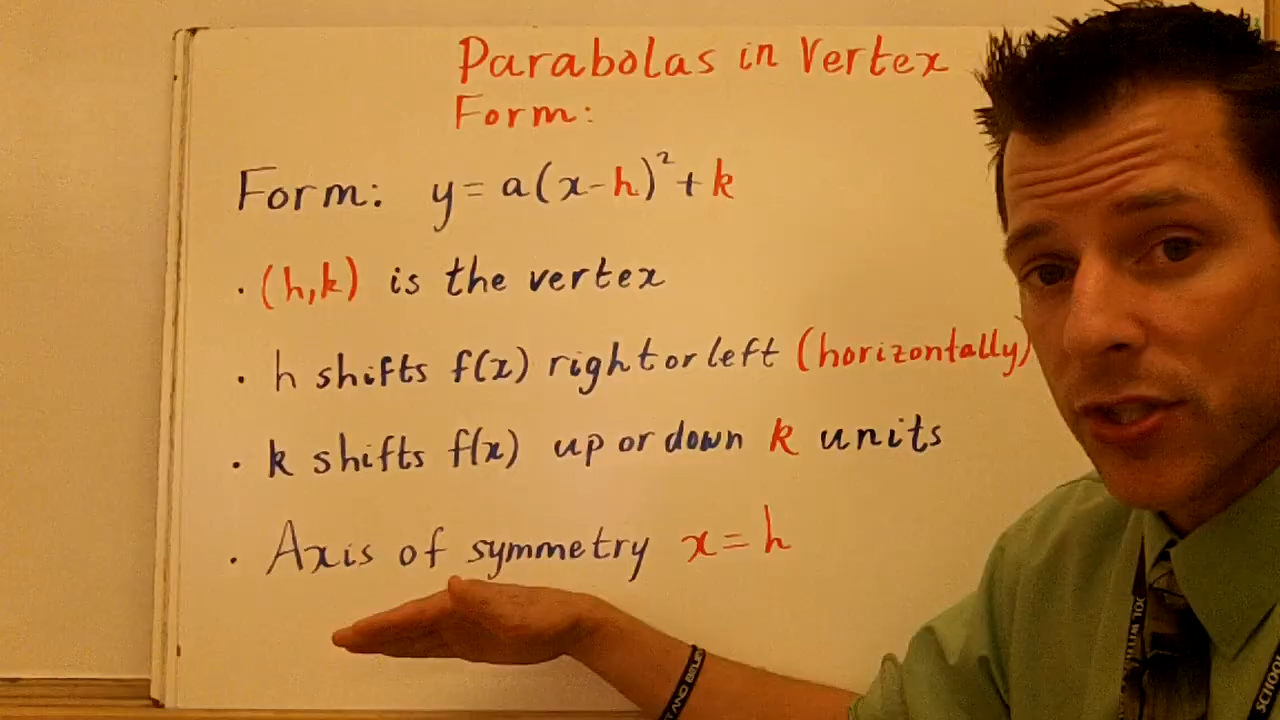 Parabolas in Vertex
Form:
Form: y = a(x-h)² + k
· (h,k) is the vertex
· h shifts f(x) right or left (horizontally)
· k shifts f(x) up or down k units
· Axis of symmetry x = h
AND